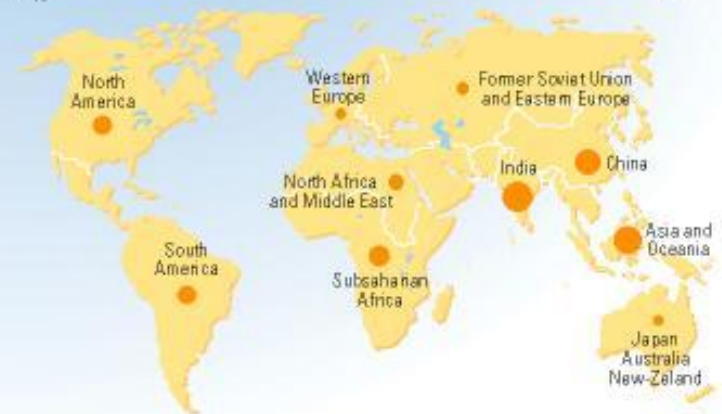 North
America
Western
Europe
Former Soviet Union
and Eastern Europe
North Africa
and Middle East
India
China
South
America
Subsaharian
Africa
Asia and
Oceania
Japan
Australia
New-Zeland